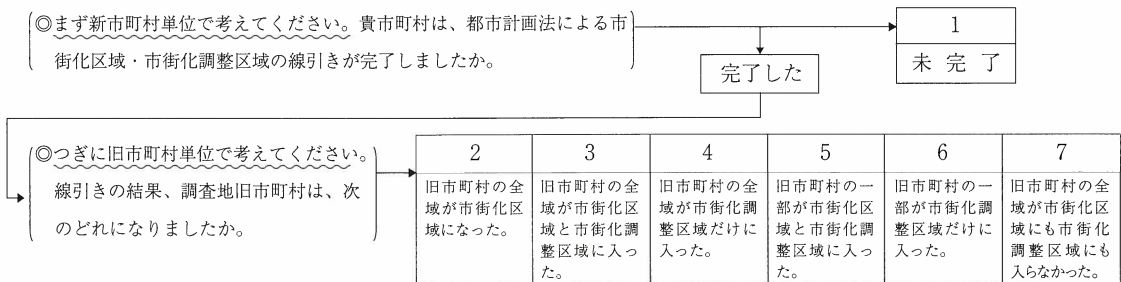 ◎まず新市町村単位で考えてください。貴市町村は、都市計画法による市
街化区域・市街化調整区域の線引きが完了しましたか。
1
未完了
完了した
◎つぎに旧市町村単位で考えてください。
線引きの結果、調査地旧市町村は、次
のどれになりましたか。
2
旧市町村の全
域が市街化区
域になった。
3
旧市町村の全
域が市街化区
域と市街化調
整区域に入っ
た。
4
旧市町村の全
域が市街化調
整区域だけに
入った。
5
旧市町村の一
部が市街化区
域と市街化調
整区域に入っ
た。
6
旧市町村の一
部が市街化調
整区域だけに
入った。
7
旧市町村の全
域が市街化区
域にも市街化
調整区域にも
入らなかった。